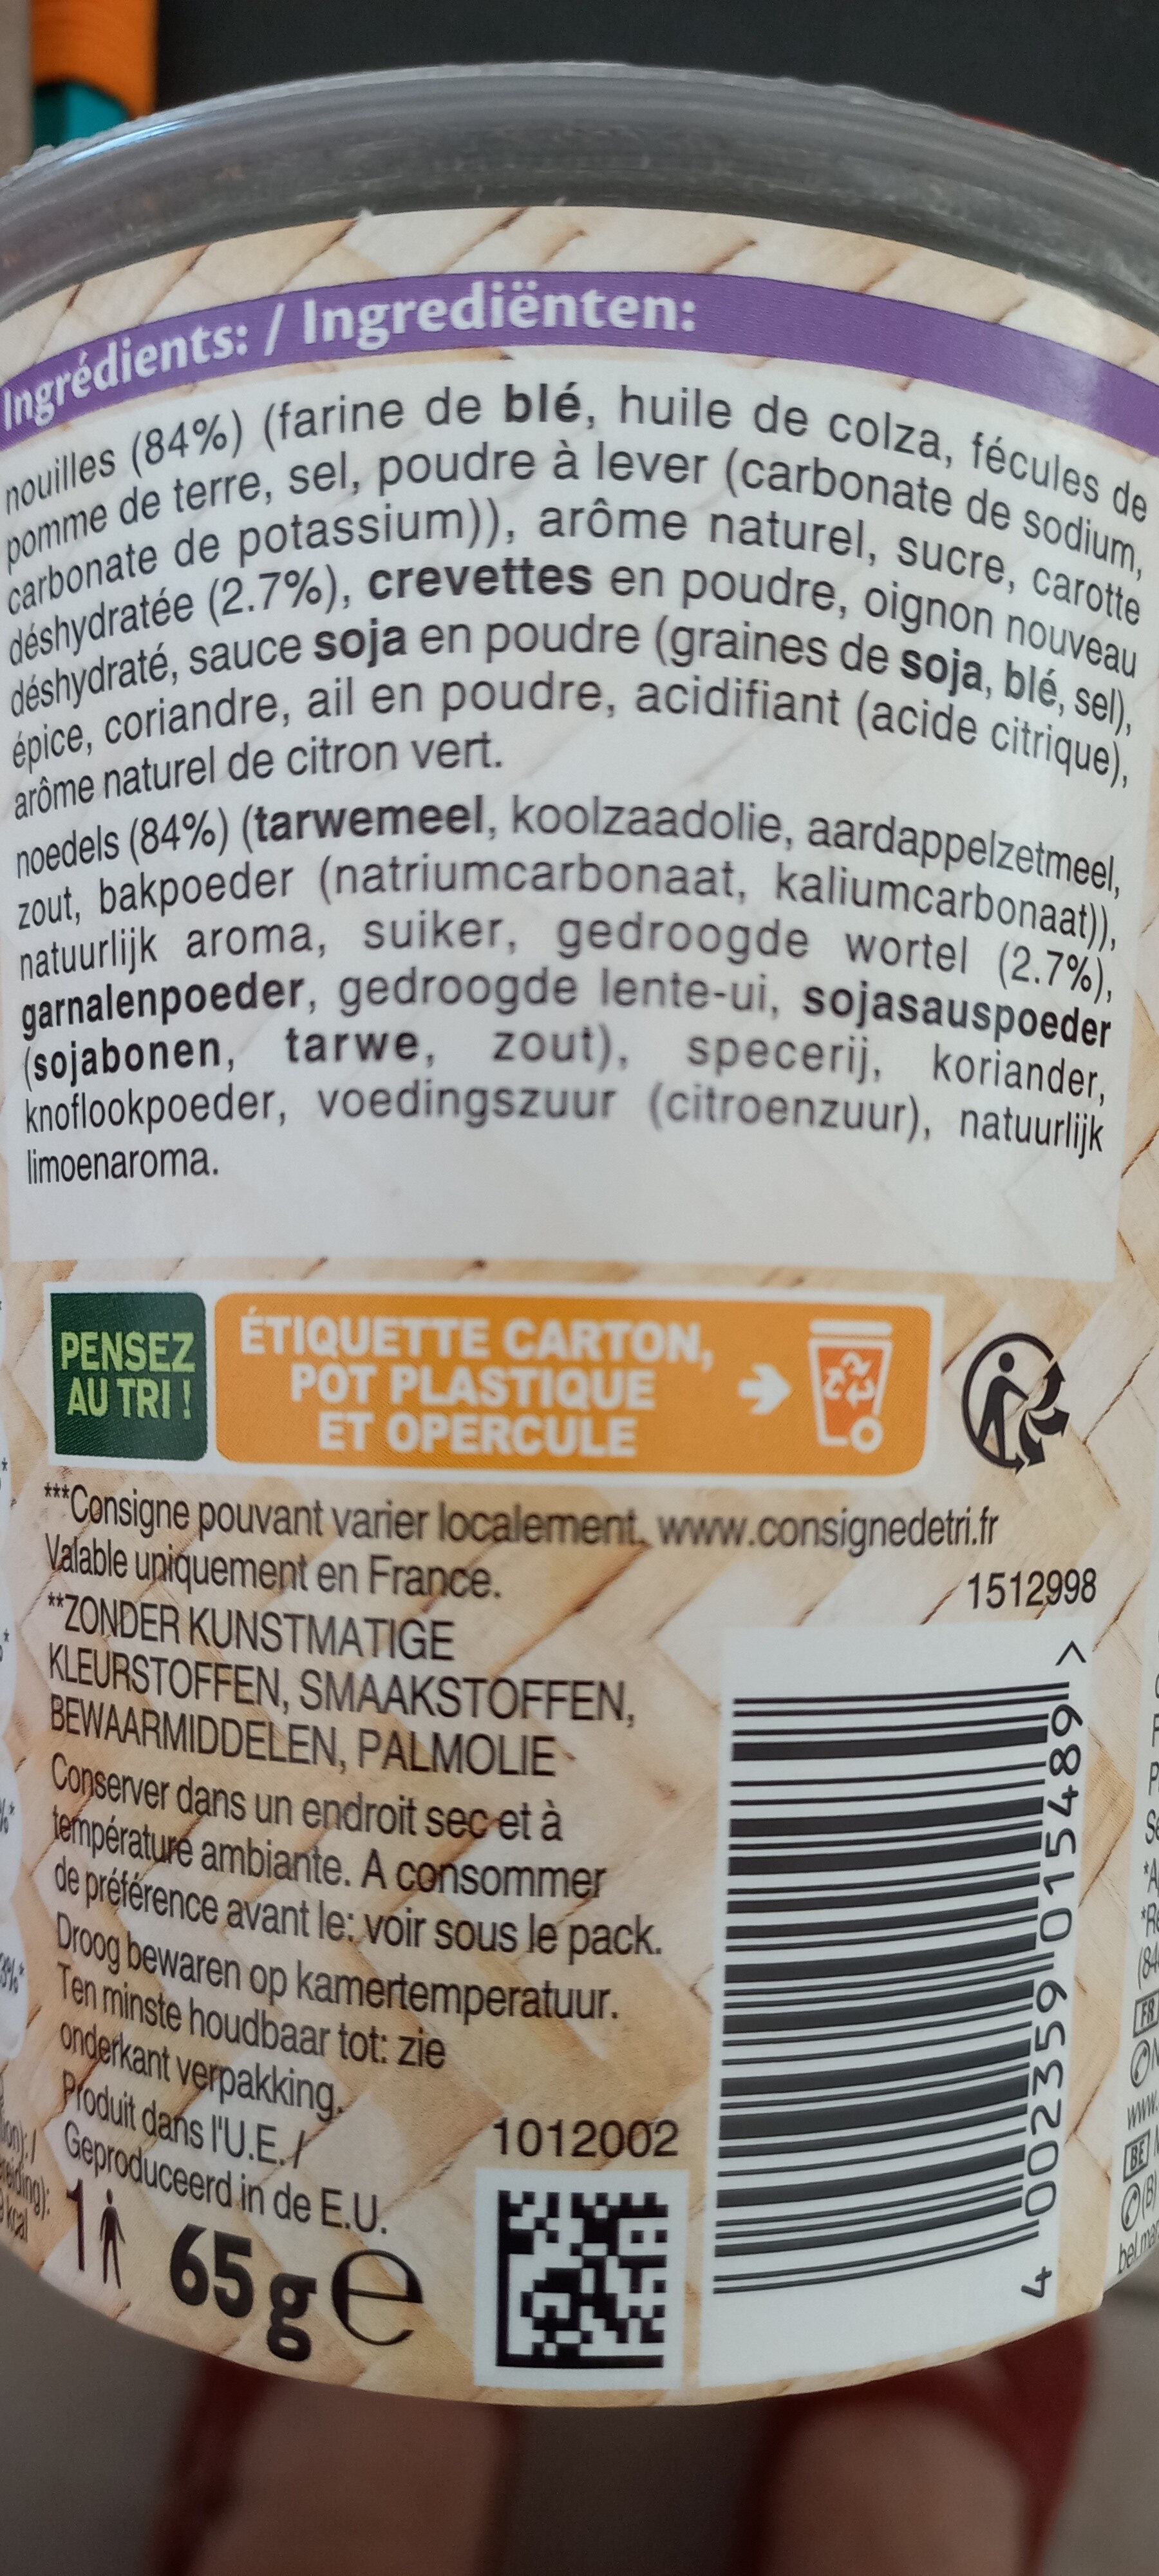 Ingrédients: / Ingrediënten:
nouilles (84%) (farine de blé, huile de colza, fécules de
pomme de terre, sel, poudre à lever (carbonate de sodium,
carbonate de potassium)), arôme naturel, sucre, carotte
déshydratée (2.7%), crevettes en poudre, oignon nouveau
déshydraté, sauce soja en poudre (graines de soja, blé, sel),
épice, coriandre, ail en poudre, acidifiant (acide citrique),
arôme naturel de citron vert.
noedels (84%) (tarwemeel, koolzaadolie, aardappelzetmeel,
zout, bakpoeder (natriumcarbonaat, kaliumcarbonaat)),
natuurlijk aroma, suiker, gedroogde wortel (2.7%),
garnalenpoeder, gedroogde lente-ui, sojasauspoeder
(sojabonen, tarwe, zout), specerij, koriander,
knoflookpoeder, voedingszuur (citroenzuur), natuurlijk
limoenaroma.
PENSEZ
AU TRI !
ÉTIQUETTE CARTON,
POT PLASTIQUE
ET OPERCULE
***Consigne pouvant varier localement. www.consignedetri.fr
Valable uniquement en France.
1512998
**ZONDER KUNSTMATIGE
KLEURSTOFFEN, SMAAKSTOFFEN,
BEWAARMIDDELEN, PALMOLIE
Conserver dans un endroit sec et à
température ambiante. A consommer
de préférence avant le: voir sous le pack.
Droog bewaren op kamertemperatuur.
Ten minste houdbaar tot: zie
onderkant verpakking.
Produit dans l'U.E. /
Geproduceerd in de E.U.
1012002
1
65 g e
4 002359 015489 >
kcal
FR
www.
BE